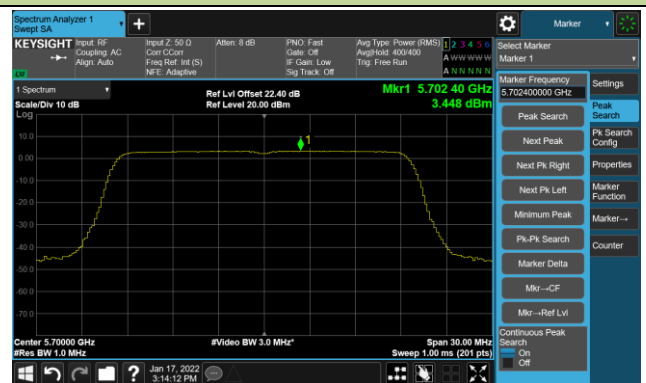 Spectrum Analyzer 1
Swept SA
+
Marker
KEYSIGHT
Input: RF
Coupling: AC
Align: Auto
Input Z: 50 Ω
Corr CCorr
Freq Ref: Int (S)
NFE: Adaptive
Atten: 8 dB
PNO: Fast
Gate: Off
IF Gain: Low
Sig Track: Off
Avg Type: Power (RMS)
Avg|Hold: 400/400
Trig: Free Run
1 2 3 4 5 6
A W W W W W
A N N N N N
LXI
Select Marker
Marker 1
1 Spectrum
Scale/Div 10 dB
Log
Ref Lvl Offset 22.40 dB
Ref Level 20.00 dBm
Mkr1 5.702 40 GHz
3.448 dBm
1
10.0
0.00
-10.0
-20.0
-30.0
-40.0
-50.0
-60.0
-70.0
Center 5.70000 GHz
#Res BW 1.0 MHz
#Video BW 3.0 MHz*
Span 30.00 MHz
Sweep 1.00 ms (201 pts)
Marker Frequency
5.702400000 GHz
Peak Search
Next Peak
Next Pk Right
Next Pk Left
Minimum Peak
Pk-Pk Search
Marker Delta
Mkr→CF
Mkr→Ref Lvl
Continuous Peak
Search
On
Off
Settings
Peak
Search
Pk Search
Config
Properties
Marker
Function
Marker→
Counter
?
Jan 17, 2022
3:14:12 PM